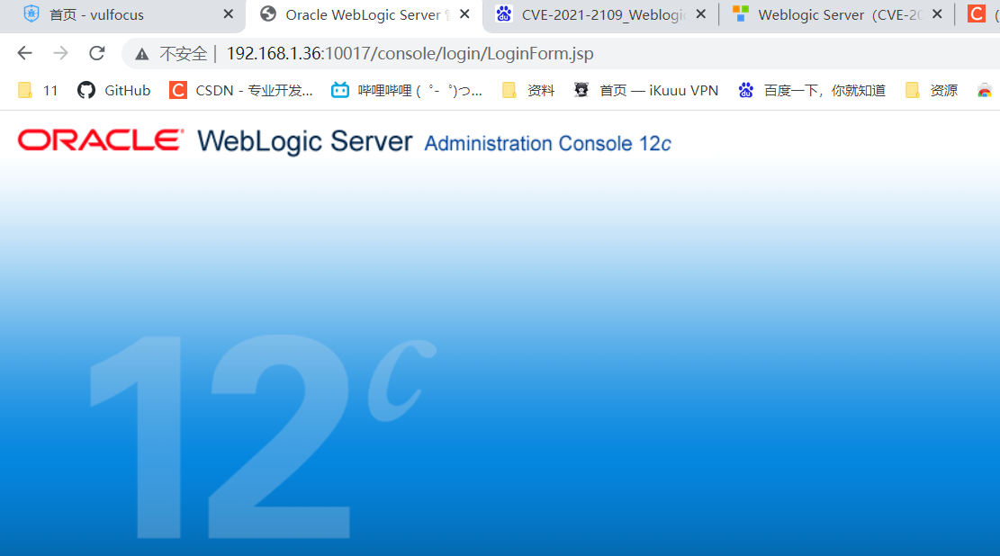 首页 - vulfocus
Oracle WebLogic Server
CVE-2021-2109_Weblogic
Weblogic Server（CVE-20
不安全 | 192.168.1.36:10017/console/login/LoginForm.jsp
11 GitHub CSDN - 专业开发... 哔哩哔哩 ( ゜- ゜)つ... 资料 首页 — iKuuu VPN 百度一下，你就知道 资源
ORACLE WebLogic Server Administration Console 12c
12c